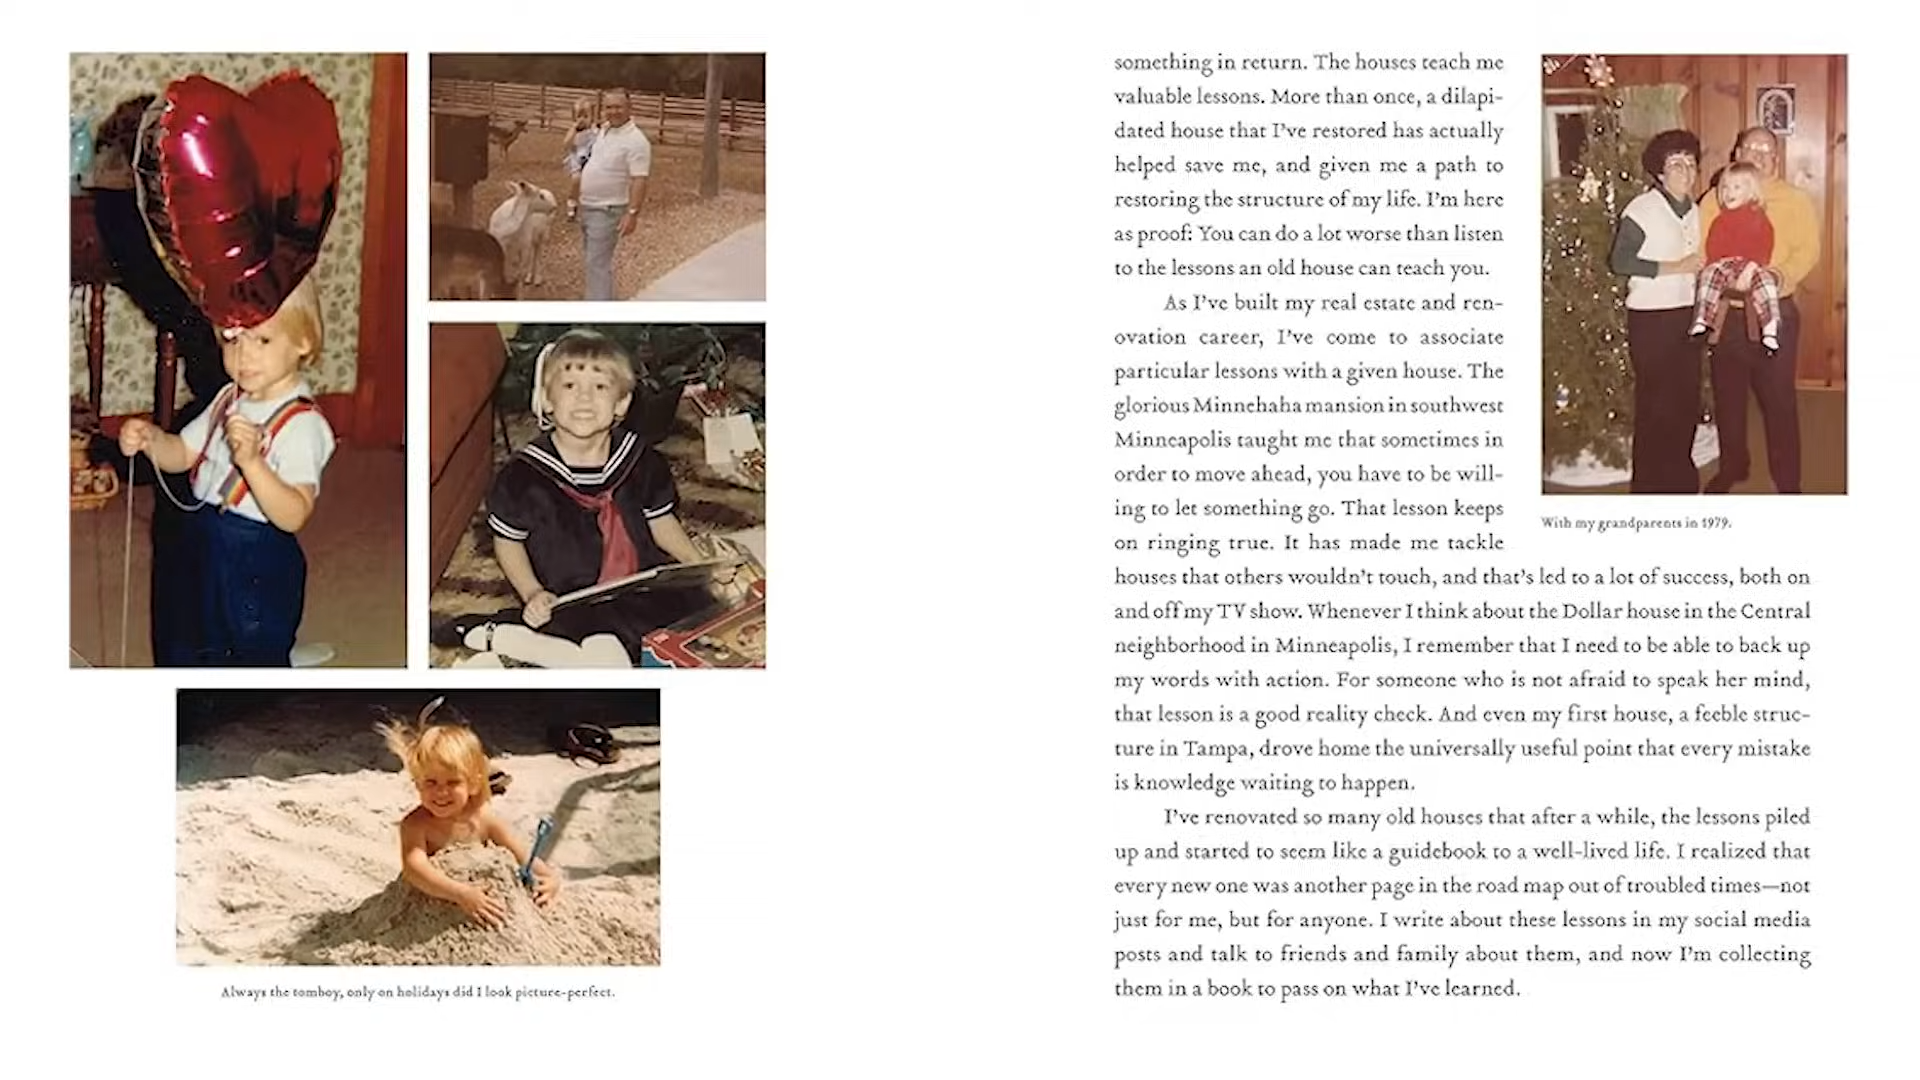 Always the tomboy, only on holidays did I look picture-perfect.
something in return. The houses teach me
valuable lessons. More than once, a dilapi-
dated house that I've restored has actually
helped save me, and given me a path to
restoring the structure of my life. I'm here
as proof: You can do a lot worse than listen
to the lessons an old house can teach you.
As I've built my real estate and ren-
ovation career, I've come to associate
particular lessons with a given house. The
glorious Minnehaha mansion in southwest
Minneapolis taught me that sometimes in
order to move ahead, you have to be will-
ing to let something go. That lesson keeps
on ringing true. It has made me tackle
houses that others wouldn't touch, and that's led to a lot of success, both on
and off my TV show. Whenever I think about the Dollar house in the Central
neighborhood in Minneapolis, I remember that I need to be able to back up
my words with action. For someone who is not afraid to speak her mind,
that lesson is a good reality check. And even my first house, a feeble struc-
ture in Tampa, drove home the universally useful point that every mistake
is knowledge waiting to happen.
I've renovated so many old houses that after a while, the lessons piled
up and started to seem like a guidebook to a well-lived life. I realized that
every new one was another page in the road map out of troubled times—not
just for me, but for anyone. I write about these lessons in my social media
posts and talk to friends and family about them, and now I'm collecting
them in a book to pass on what I've learned.
With my grandparents in 1979.